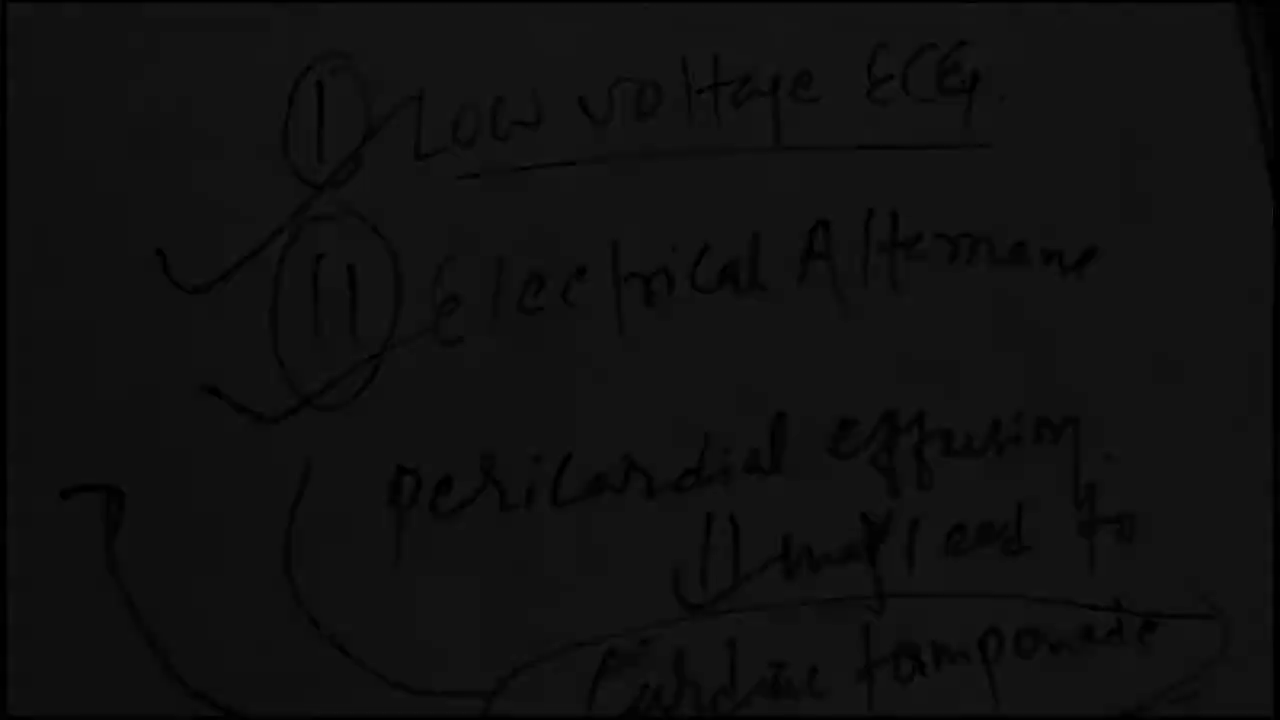 I Low voltage ECG.
II Electrical Alternans
pericardial effusion.
may lead to
Cardiac tamponade